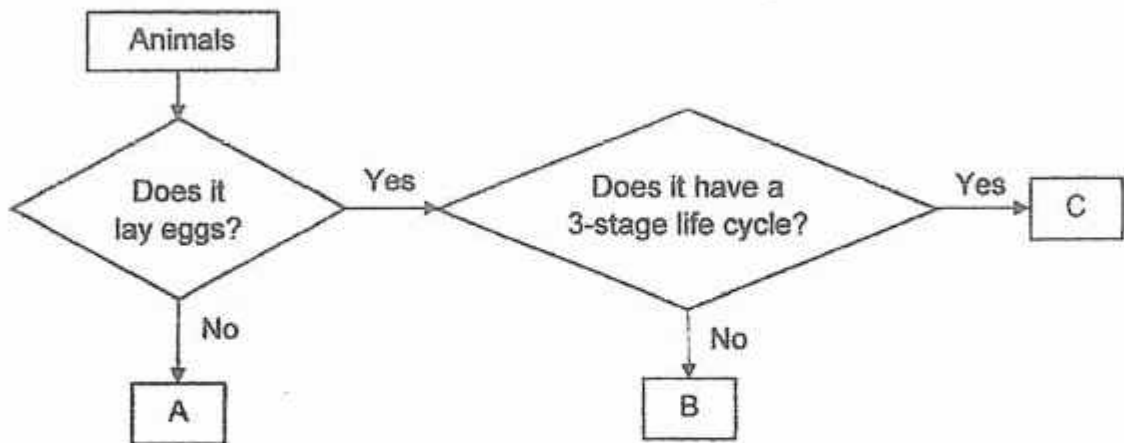 Animals
Does it
lay eggs?
Yes
Does it have a
3-stage life cycle?
Yes
C
No
A
No
B